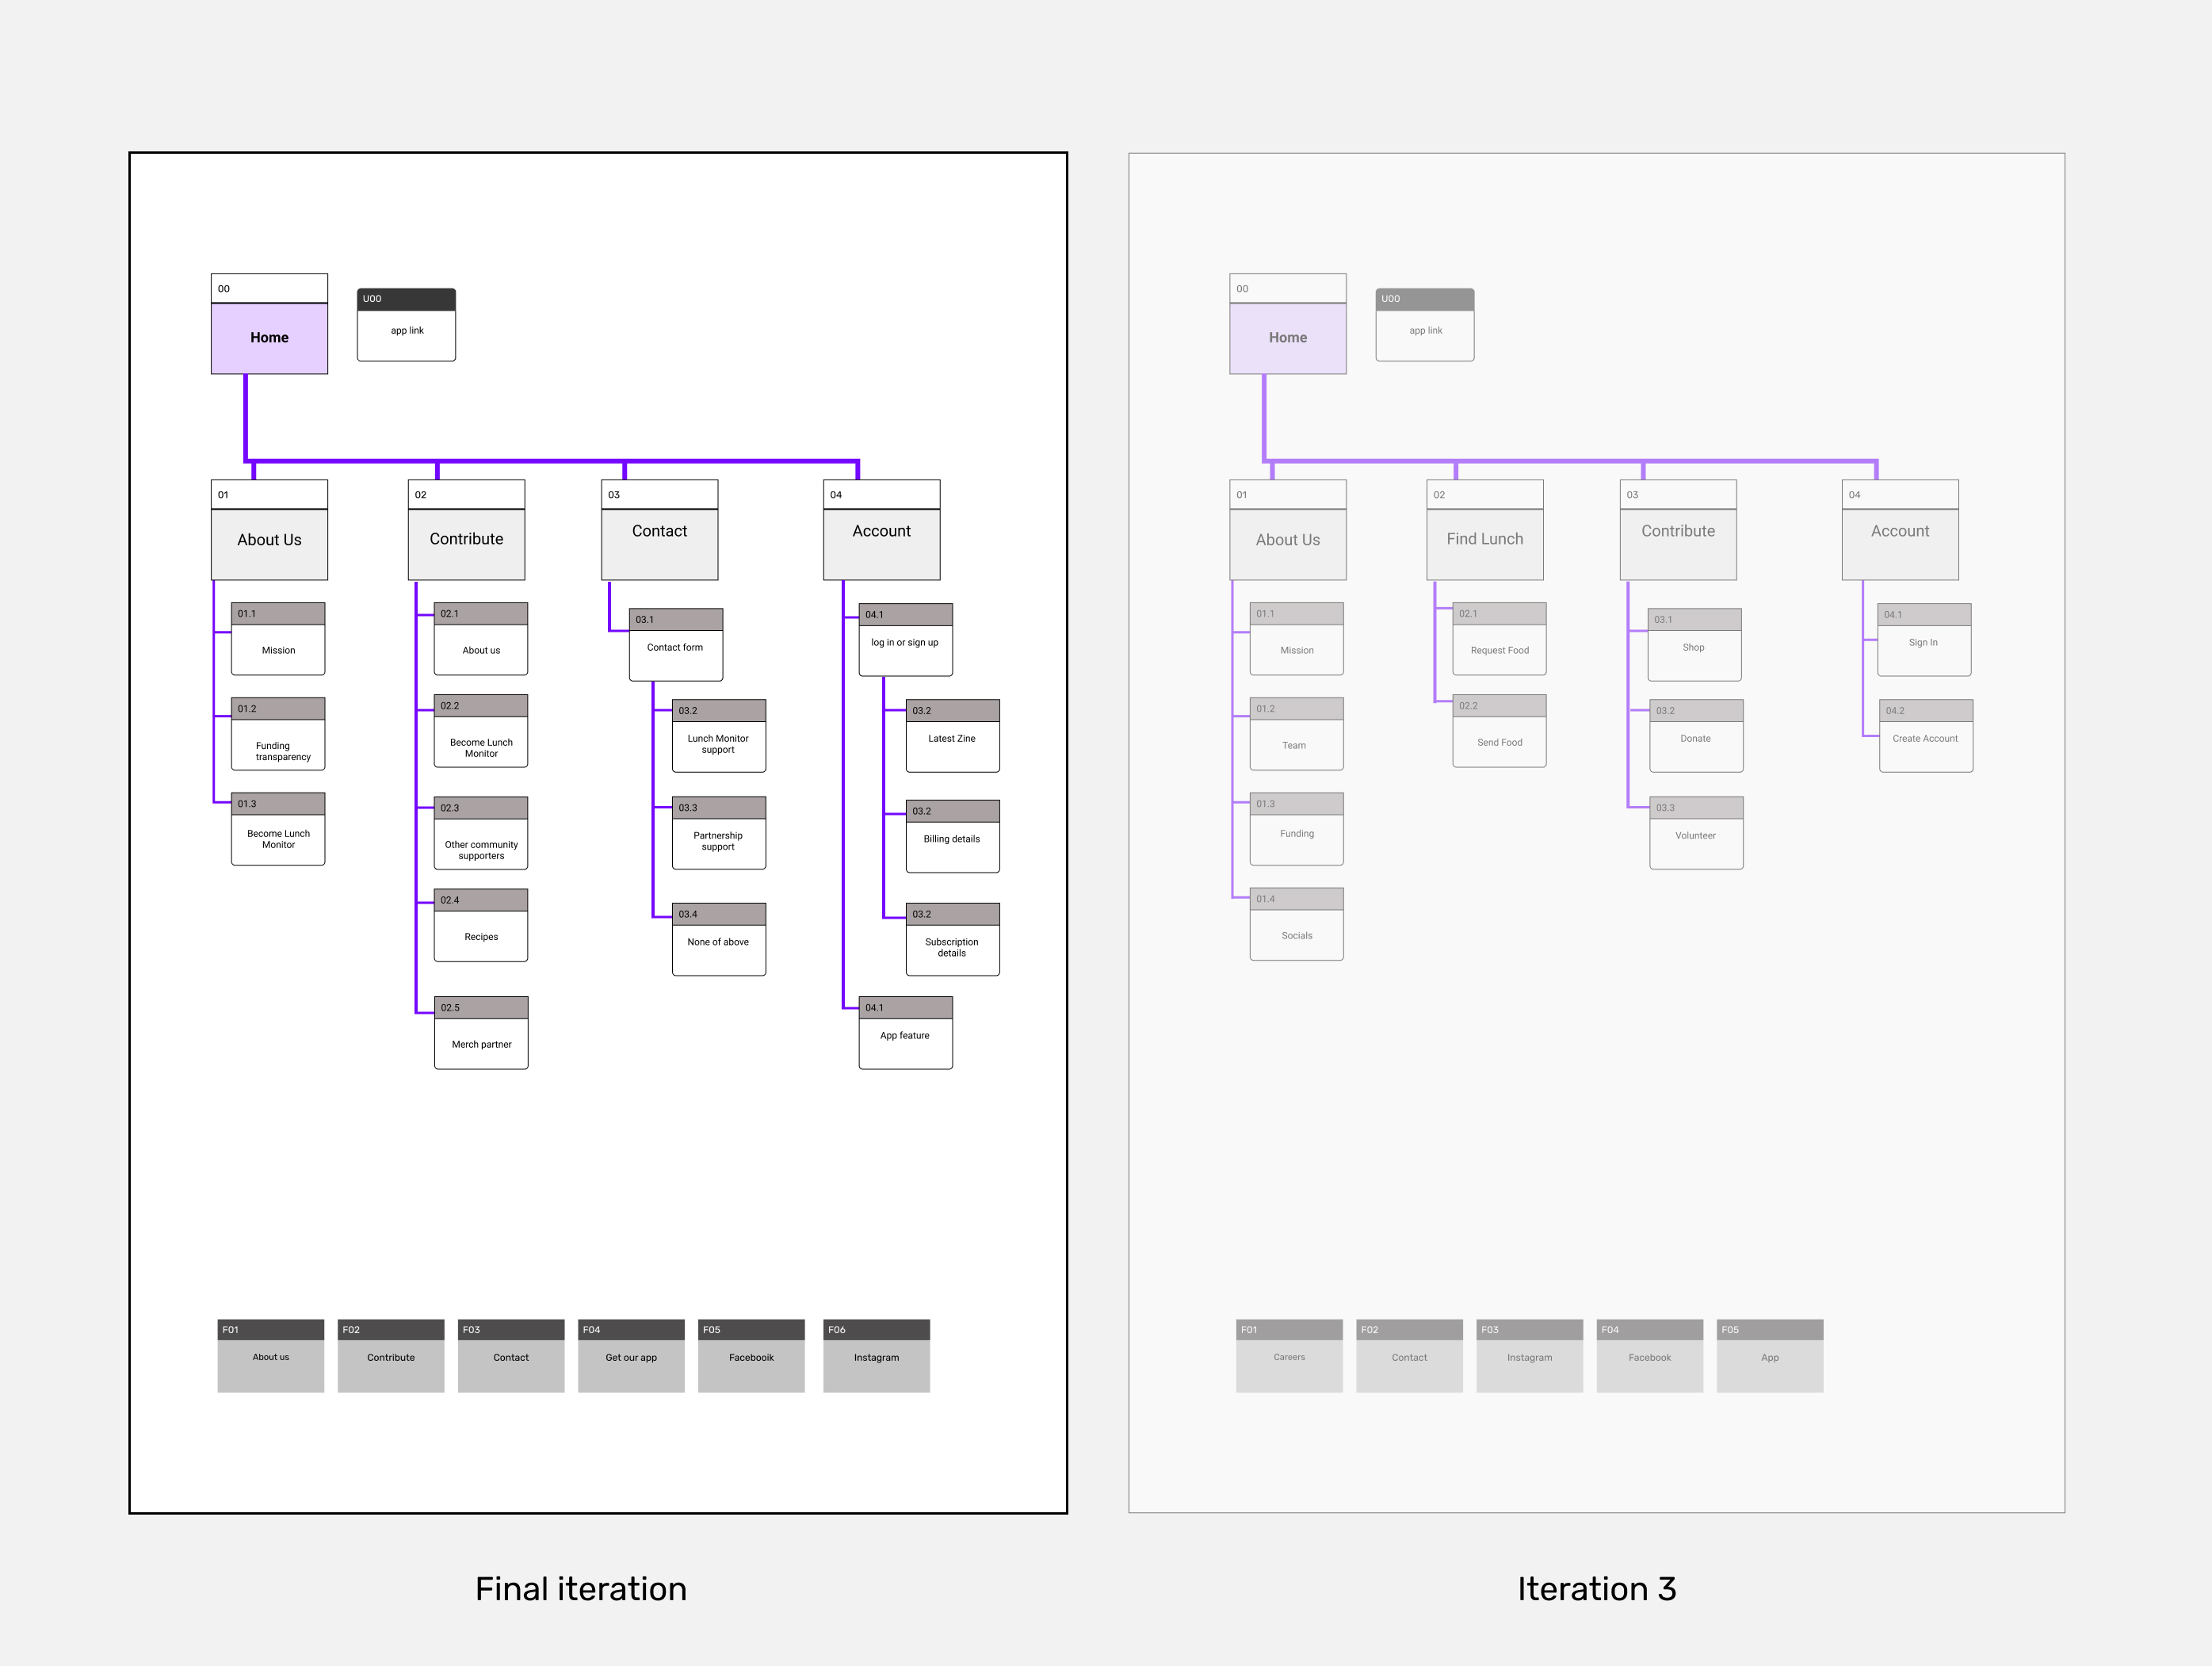 00
Home
U00
app link
01
About Us
01.1
Mission
01.2
Funding
transparency
01.3
Become Lunch
Monitor
02
Contribute
02.1
About us
02.2
Become Lunch
Monitor
02.3
Other community
supporters
02.4
Recipes
02.5
Merch partner
03
Contact
03.1
Contact form
03.2
Lunch Monitor
support
03.3
Partnership
support
03.4
None of above
04
Account
04.1
log in or sign up
03.2
Latest Zine
03.2
Billing details
03.2
Subscription
details
04.1
App feature
F01
About us
F02
Contribute
F03
Contact
F04
Get our app
F05
Facebooik
F06
Instagram
Final iteration
00
Home
U00
app link
01
About Us
01.1
Mission
01.2
Team
01.3
Funding
01.4
Socials
02
Find Lunch
02.1
Request Food
02.2
Send Food
03
Contribute
03.1
Shop
03.2
Donate
03.3
Volunteer
04
Account
04.1
Sign In
04.2
Create Account
F01
Careers
F02
Contact
F03
Instagram
F04
Facebook
F05
App
Iteration 3